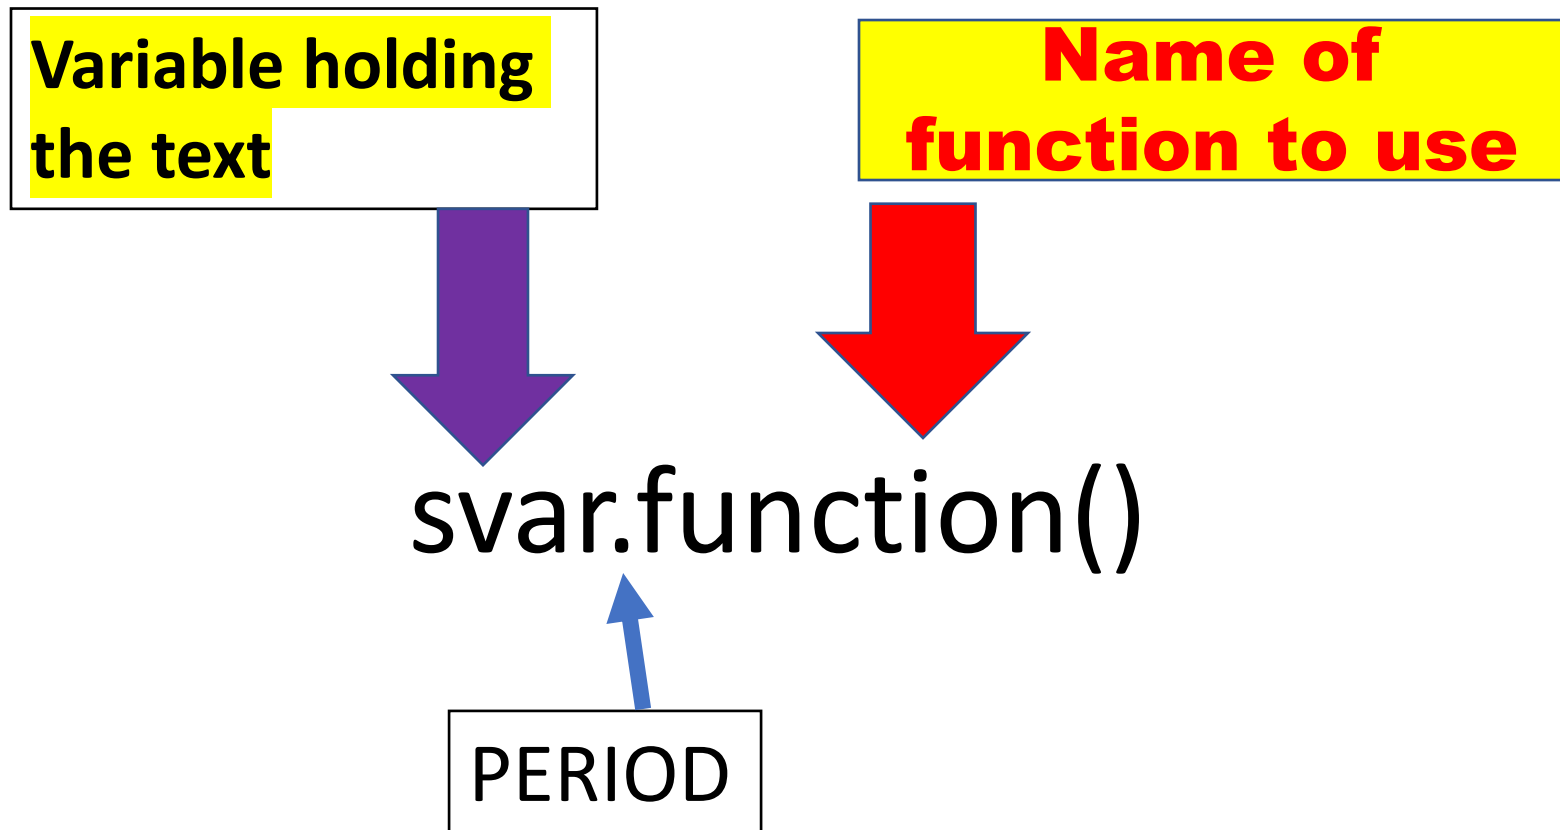 Variable holding
the text
Name of
function to use
svar.function()
PERIOD